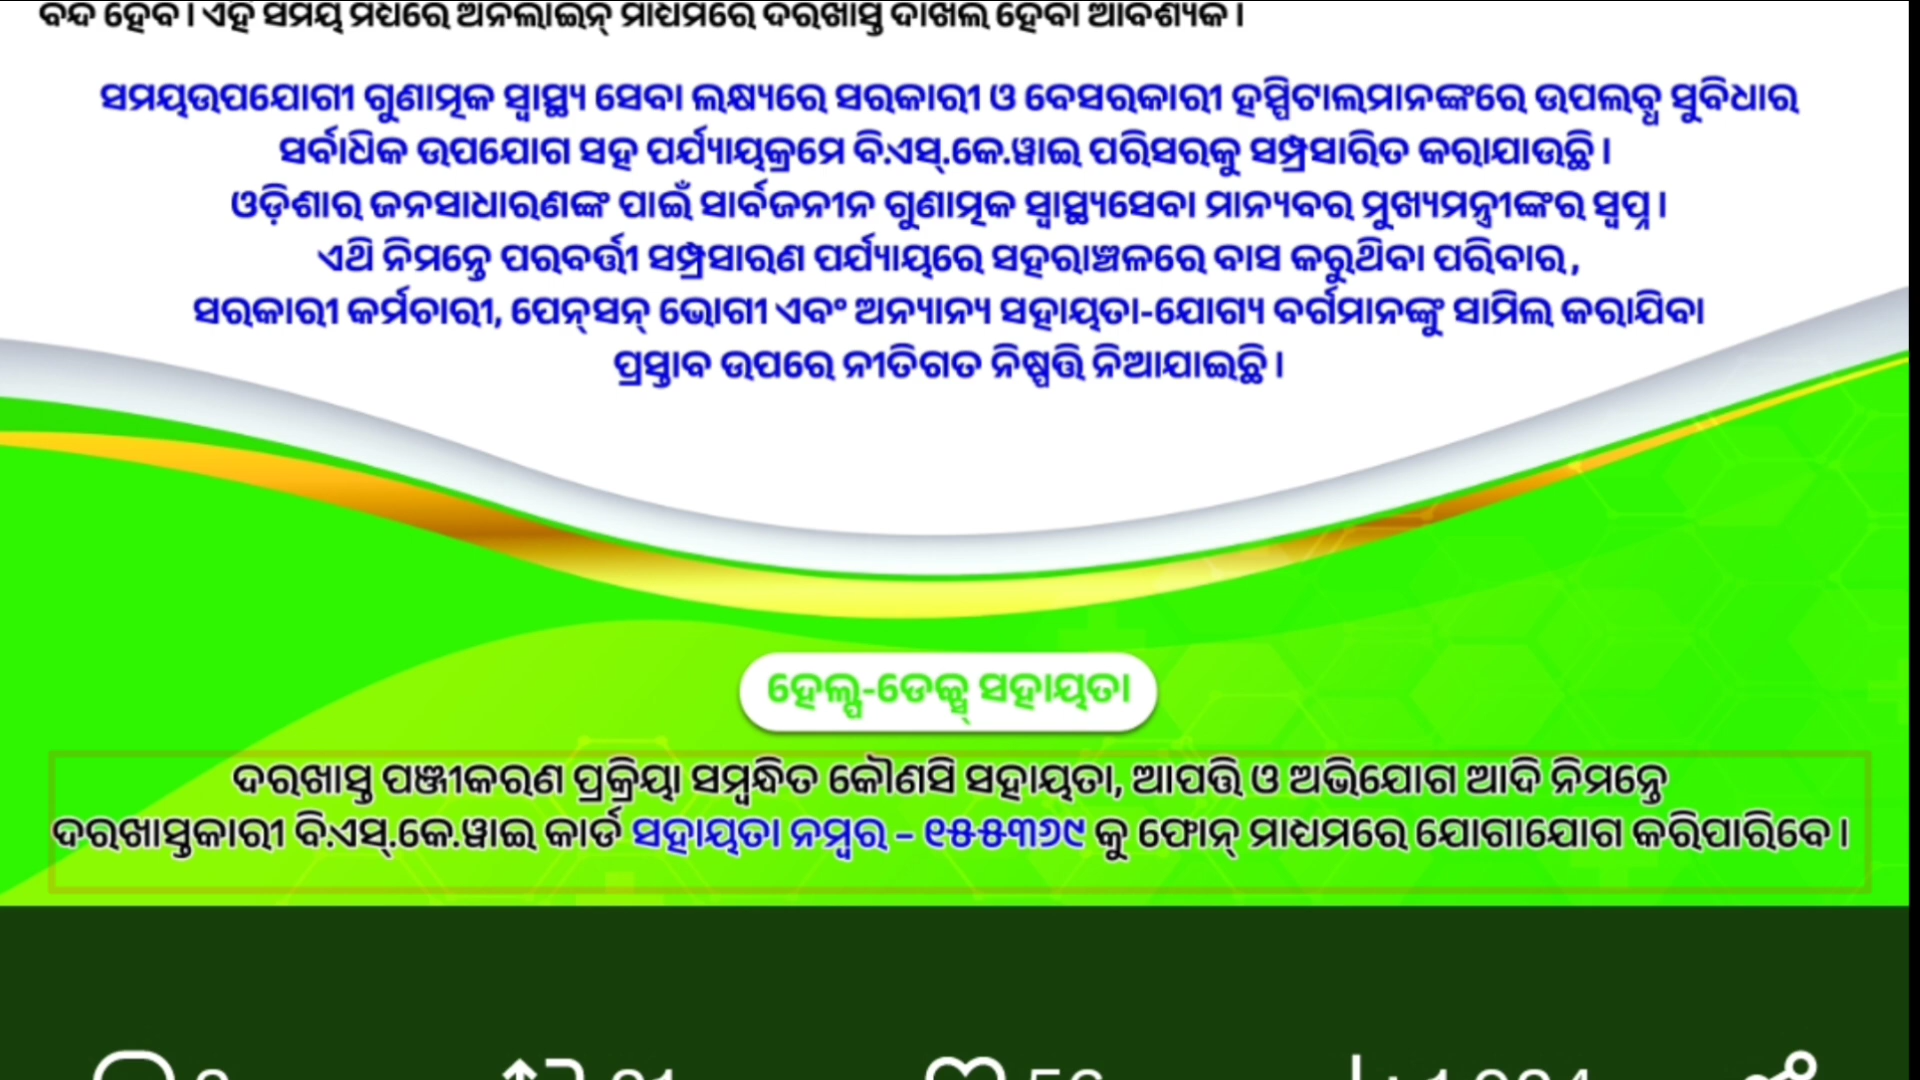 ବନ୍ଦ ହେବ। ଏହି ସମୟ ମଧ୍ୟରେ ଅନଲାଇନ୍ ମାଧ୍ୟମରେ ଦରଖାସ୍ତ ଦାଖଲ ହେବା ଆବଶ୍ୟକ।
ସମୟଉପଯୋଗୀ ଗୁଣାତ୍ମକ ସ୍ୱାସ୍ଥ୍ୟ ସେବା ଲକ୍ଷ୍ୟରେ ସରକାରୀ ଓ ବେସରକାରୀ ହସ୍ପିଟାଲମାନଙ୍କରେ ଉପଲବ୍ଧ ସୁବିଧାର
ସର୍ବାଧିକ ଉପଯୋଗ ସହ ପର୍ଯ୍ୟାୟକ୍ରମେ ବି.ଏସ୍.କେ.ୱାଇ ପରିସରକୁ ସମ୍ପ୍ରସାରିତ କରାଯାଉଛି।
ଓଡ଼ିଶାର ଜନସାଧାରଣଙ୍କ ପାଇଁ ସାର୍ବଜନୀନ ଗୁଣାତ୍ମକ ସ୍ୱାସ୍ଥ୍ୟସେବା ମାନ୍ୟବର ମୁଖ୍ୟମନ୍ତ୍ରୀଙ୍କର ସ୍ୱପ୍ନ।
ଏଥି ନିମନ୍ତେ ପରବର୍ତ୍ତୀ ସମ୍ପ୍ରସାରଣ ପର୍ଯ୍ୟାୟରେ ସହରାଞ୍ଚଳରେ ବାସ କରୁଥିବା ପରିବାର,
ସରକାରୀ କର୍ମଚାରୀ, ପେନ୍‌ସନ୍ ଭୋଗୀ ଏବଂ ଅନ୍ୟାନ୍ୟ ସହାୟତା-ଯୋଗ୍ୟ ବର୍ଗମାନଙ୍କୁ ସାମିଲ କରାଯିବା
ପ୍ରସ୍ତାବ ଉପରେ ନୀତିଗତ ନିଷ୍ପତ୍ତି ନିଆଯାଇଛି।
ହେଲ୍ପ-ଡେସ୍କ ସହାୟତା
ଦରଖାସ୍ତ ପଞ୍ଜୀକରଣ ପ୍ରକ୍ରିୟା ସମ୍ବନ୍ଧିତ କୌଣସି ସହାୟତା, ଆପତ୍ତି ଓ ଅଭିଯୋଗ ଆଦି ନିମନ୍ତେ
ଦରଖାସ୍ତକାରୀ ବି.ଏସ୍.କେ.ୱାଇ କାର୍ଡ ସହାୟତା ନମ୍ବର – ୧୫୫୩୬୯ କୁ ଫୋନ୍ ମାଧ୍ୟମରେ ଯୋଗାଯୋଗ କରିପାରିବେ।